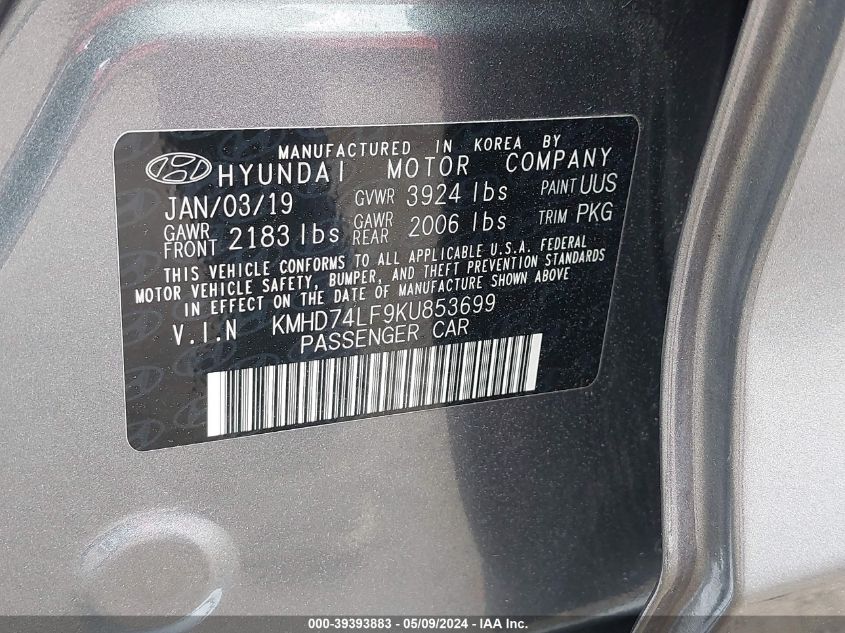 MANUFACTURED IN KOREA BY
HYUNDAI MOTOR COMPANY
JAN/03/19 GVWR 3924 lbs PAINT UUS
GAWR FRONT 2183 lbs GAWR REAR 2006 lbs TRIM PKG
THIS VEHICLE CONFORMS TO ALL APPLICABLE U.S.A. FEDERAL
MOTOR VEHICLE SAFETY, BUMPER, AND THEFT PREVENTION STANDARDS
IN EFFECT ON THE DATE OF MANUFACTURE SHOWN ABOVE
V.I.N KMHD74LF9KU853699
PASSENGER CAR
000-39393883 - 05/09/2024 - IAAI.com